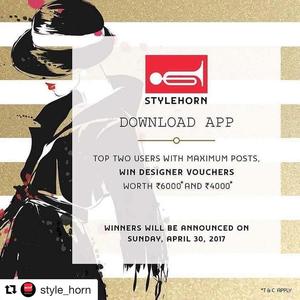 STYLEHORN
DOWNLOAD APP
TOP TWO USERS WITH MAXIMUM POSTS,
WIN DESIGNER VOUCHERS
WORTH ₹6000* AND ₹4000*
WINNERS WILL BE ANNOUNCED ON
SUNDAY, APRIL 30, 2017
style_horn
*T & C APPLY